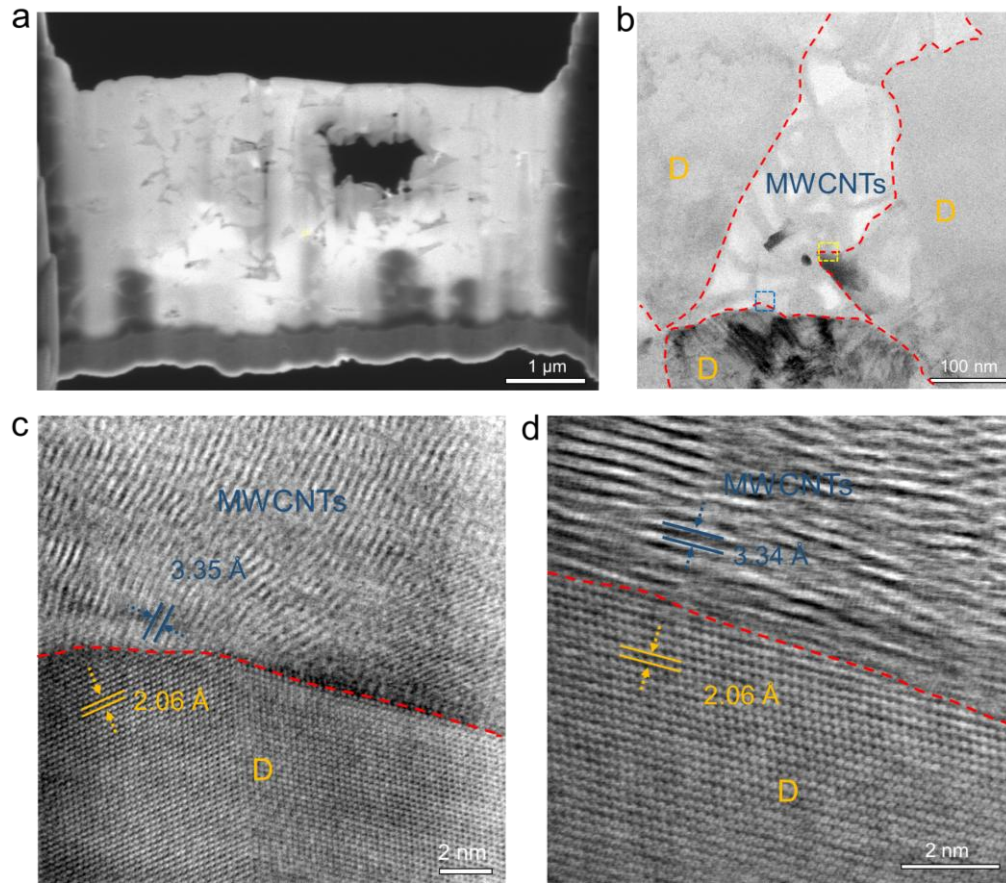 a
1 μm
b
D
MWCNTs
D
D
100 nm
c
MWCNTs
3.35 Å
2.06 Å
D
2 nm
d
MWCNTs
3.34 Å
2.06 Å
D
2 nm